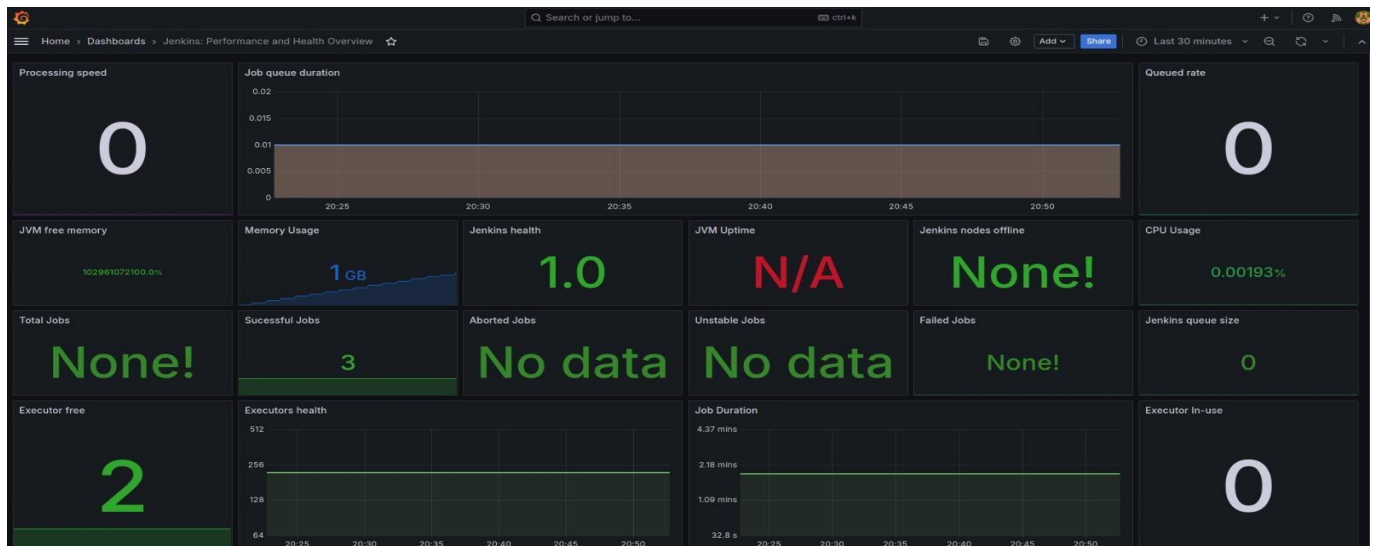 Search or jump to... ctrl+k
Home › Dashboards › Jenkins: Performance and Health Overview
Add Share Last 30 minutes
Processing speed
0
Job queue duration
0.02
0.015
0.01
0.005
0
20:25 20:30 20:35 20:40 20:45 20:50
Queued rate
0
JVM free memory
102961072100.0%
Memory Usage
1 GB
Jenkins health
1.0
JVM Uptime
N/A
Jenkins nodes offline
None!
CPU Usage
0.00193%
Total Jobs
None!
Sucessful Jobs
3
Aborted Jobs
No data
Unstable Jobs
No data
Failed Jobs
None!
Jenkins queue size
0
Executor free
2
Executors health
512
256
128
64
20:25 20:30 20:35 20:40 20:45 20:50
Job Duration
4.37 mins
2.18 mins
1.09 mins
32.8 s
20:25 20:30 20:35 20:40 20:45 20:50
Executor In-use
0